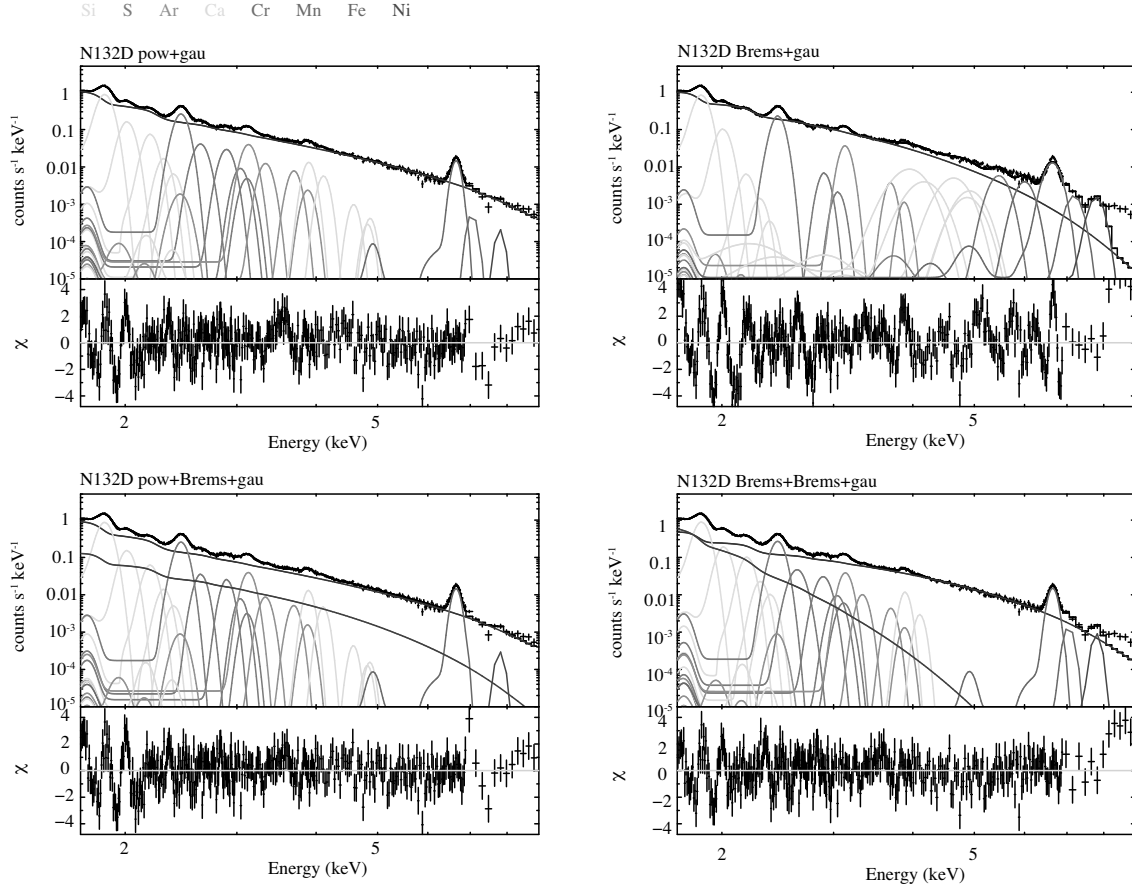 Si S Ar Ca Cr Mn Fe Ni
N132D pow+gau
counts s⁻¹ keV⁻¹
1
0.1
0.01
10⁻³
10⁻⁴
10⁻⁵
χ
4
2
0
−2
−4
2 5
Energy (keV)
N132D Brems+gau
counts s⁻¹ keV⁻¹
1
0.1
0.01
10⁻³
10⁻⁴
10⁻⁵
χ
4
2
0
−2
−4
2 5
Energy (keV)
N132D pow+Brems+gau
counts s⁻¹ keV⁻¹
1
0.1
0.01
10⁻³
10⁻⁴
10⁻⁵
χ
4
2
0
−2
−4
2 5
Energy (keV)
N132D Brems+Brems+gau
counts s⁻¹ keV⁻¹
1
0.1
0.01
10⁻³
10⁻⁴
10⁻⁵
χ
4
2
0
−2
−4
2 5
Energy (keV)